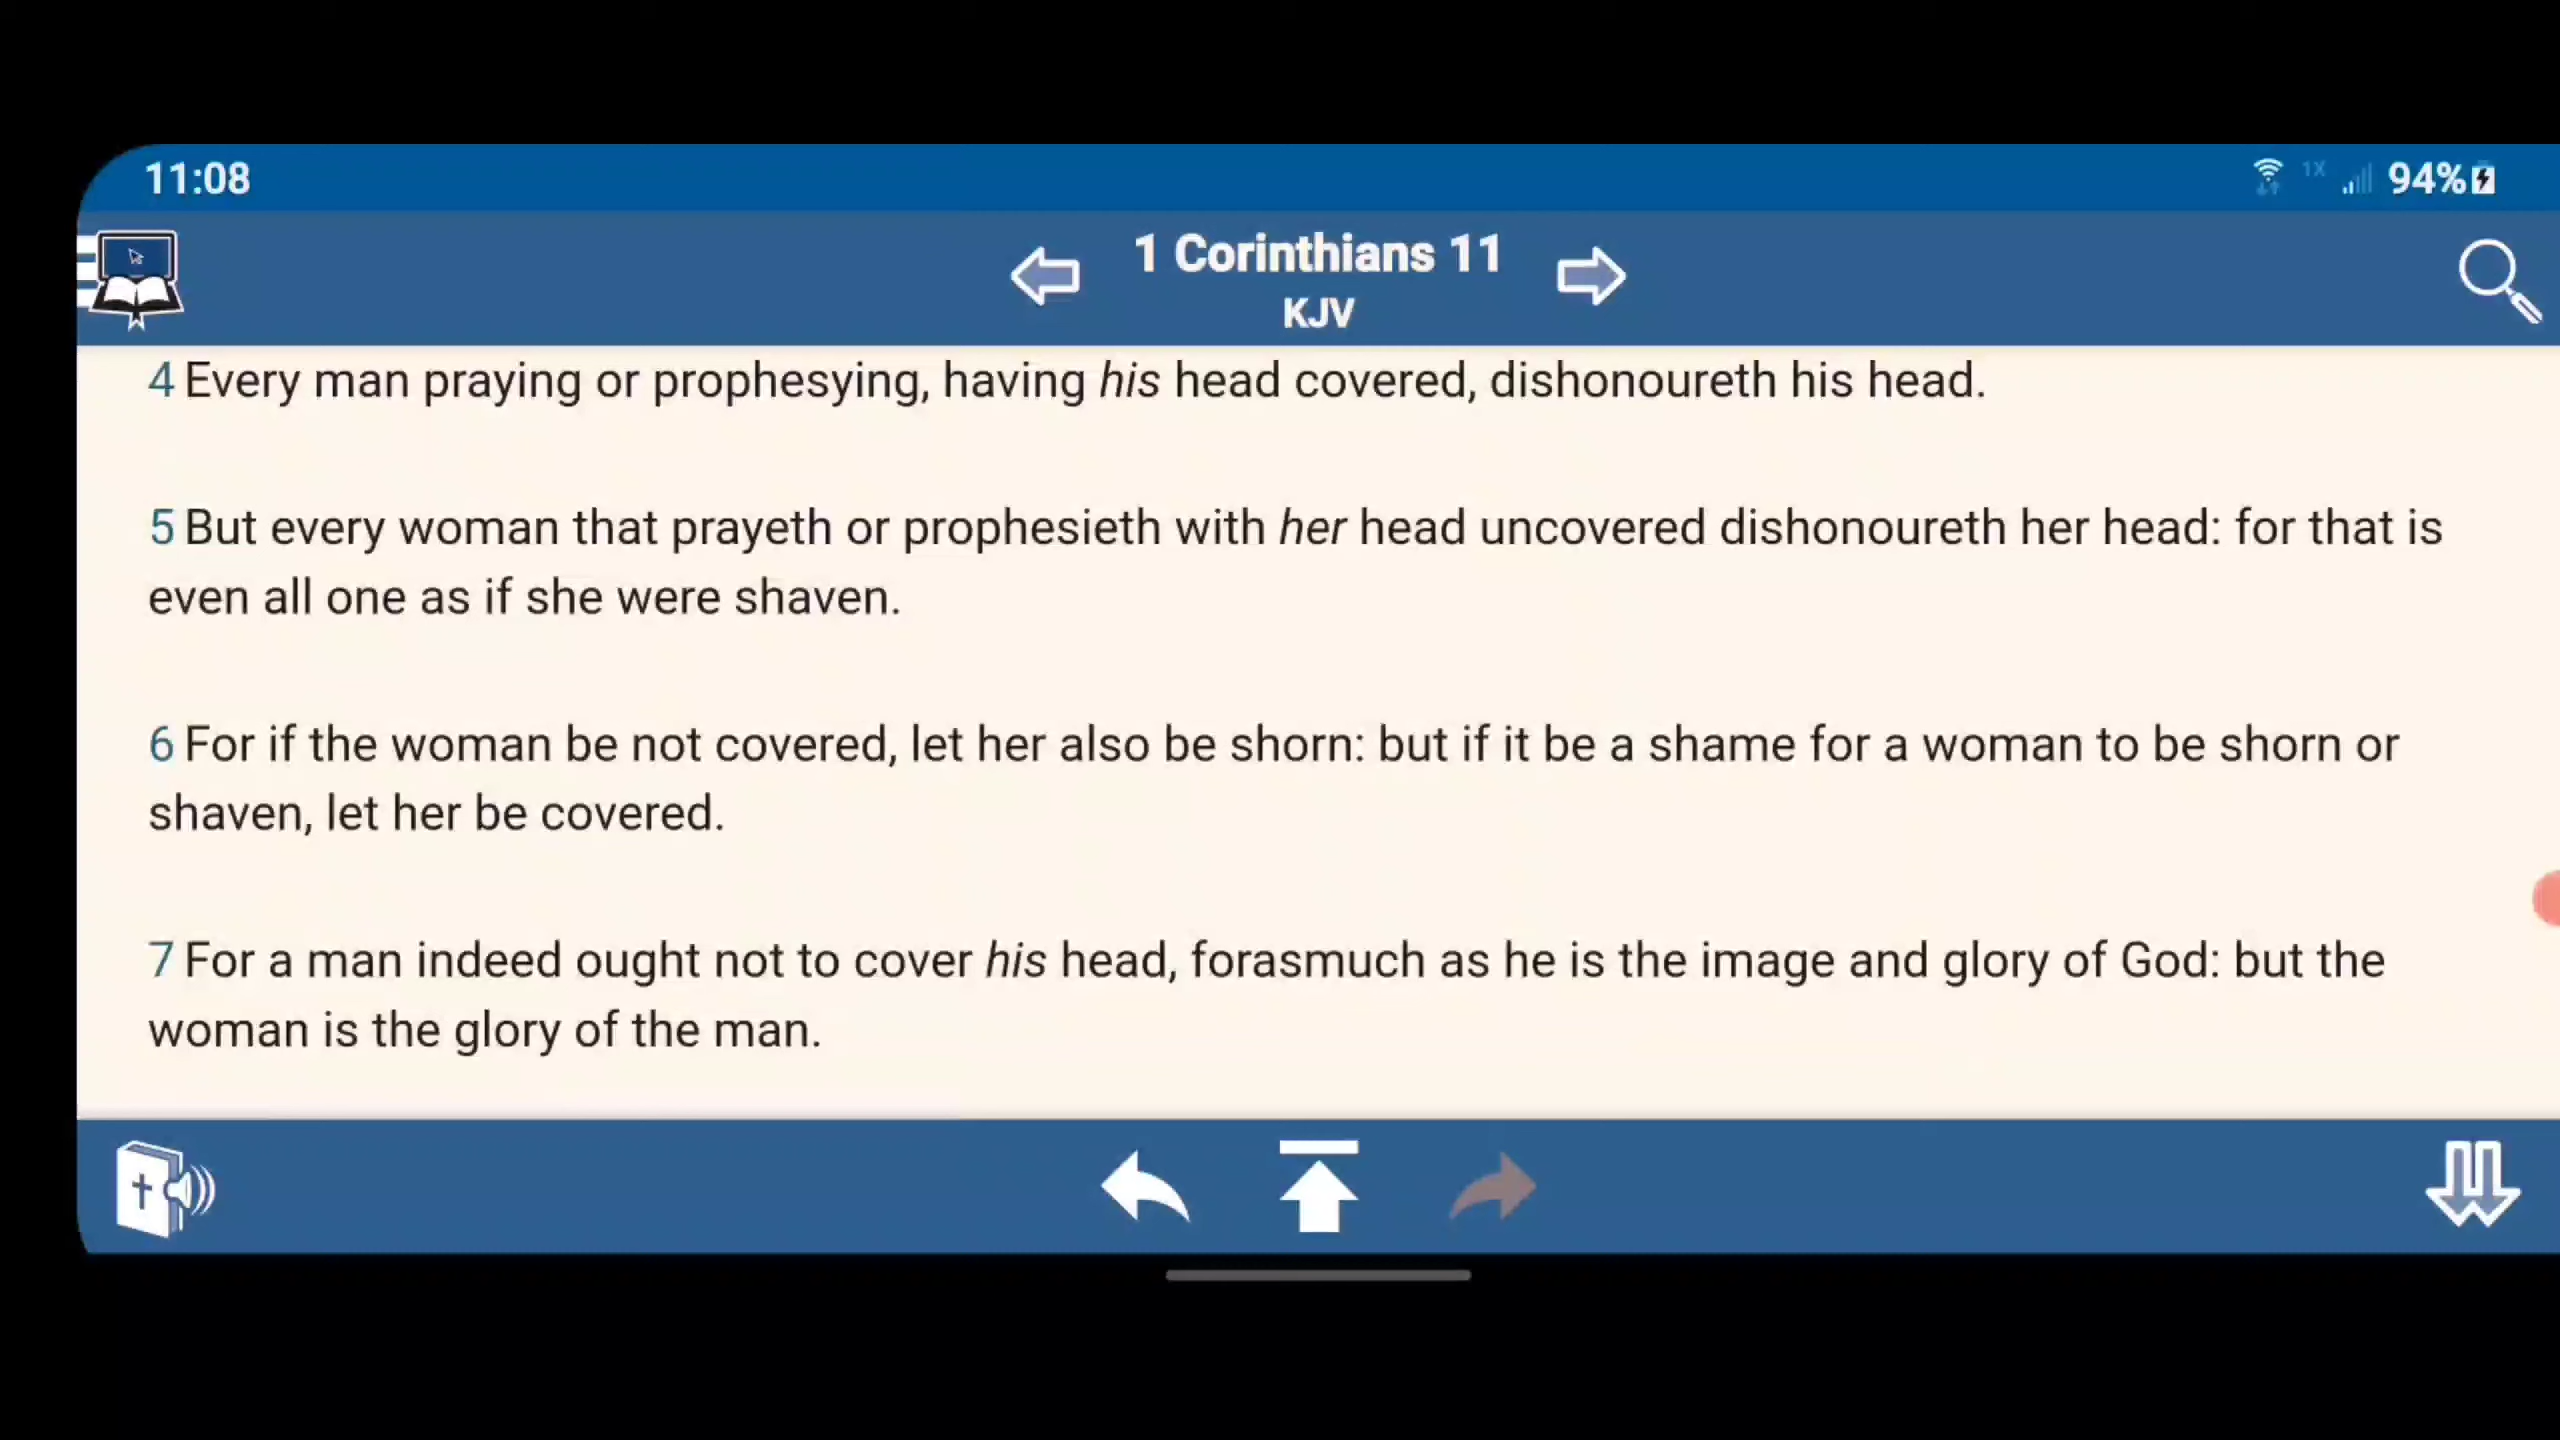 11:08
1X
94%
1 Corinthians 11
KJV
4 Every man praying or prophesying, having his head covered, dishonoureth his head.
5 But every woman that prayeth or prophesieth with her head uncovered dishonoureth her head: for that is
even all one as if she were shaven.
6 For if the woman be not covered, let her also be shorn: but if it be a shame for a woman to be shorn or
shaven, let her be covered.
7 For a man indeed ought not to cover his head, forasmuch as he is the image and glory of God: but the
woman is the glory of the man.